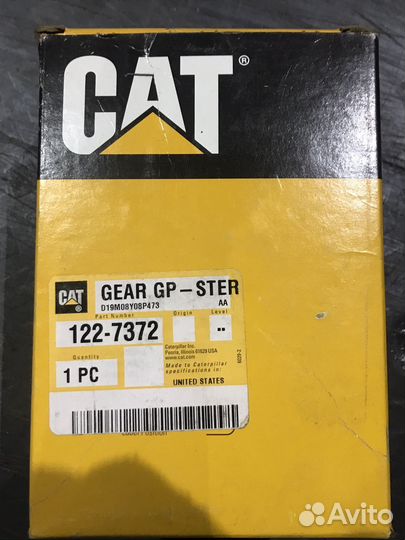 CAT®
CAT
GEAR GP-STER
D19M08Y08P473
AA
Part Number
Origin
Level
122-7372
--
Quantity
1 PC
Caterpillar Inc.
Peoria, Illinois 61629 USA
www.cat.com
Made to Caterpillar
specifications in:
UNITED STATES
Avito